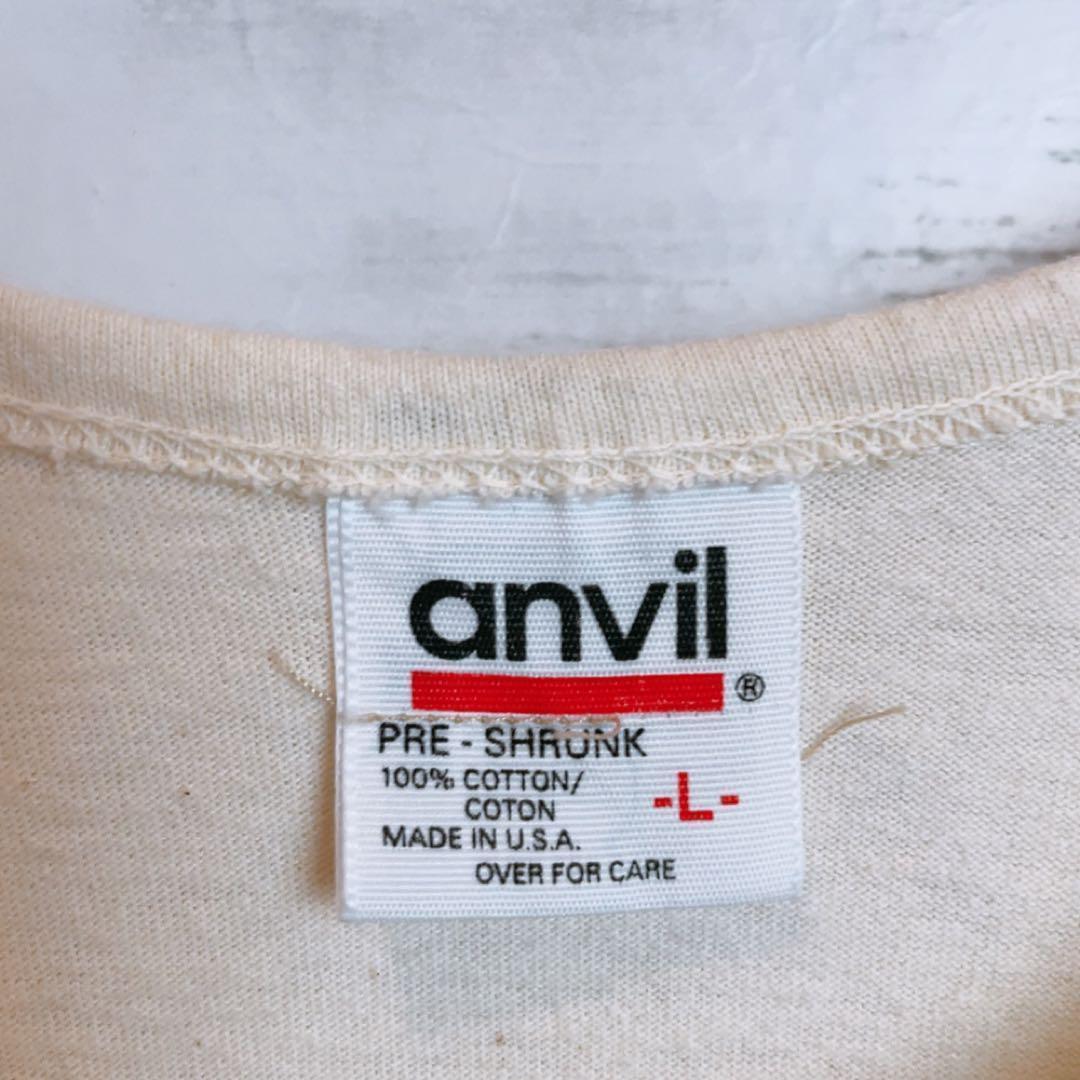 anvil®
PRE - SHRUNK
100% COTTON/
COTON
-L-
MADE IN U.S.A.
OVER FOR CARE